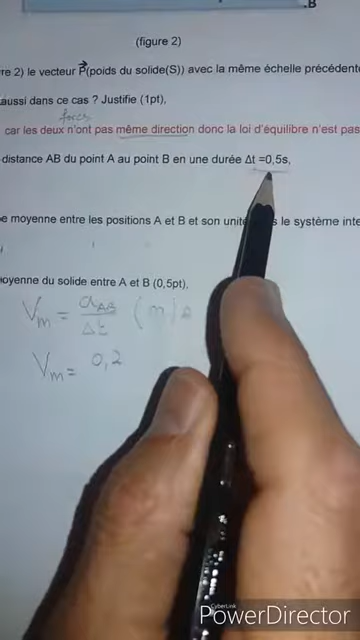 .B
(figure 2)
re 2) le vecteur P(poids du solide(S)) avec la même échelle précédent
aussi dans ce cas ? Justifie (1pt),
forces
car les deux n'ont pas même direction donc la loi d'équilibre n'est pas
distance AB du point A au point B en une durée Δt =0,5s,
e moyenne entre les positions A et B et son unité le système inte
oyenne du solide entre A et B (0,5pt),
Vm = dAB / Δt (m/s
Vm = 0,2
CyberLink
PowerDirector